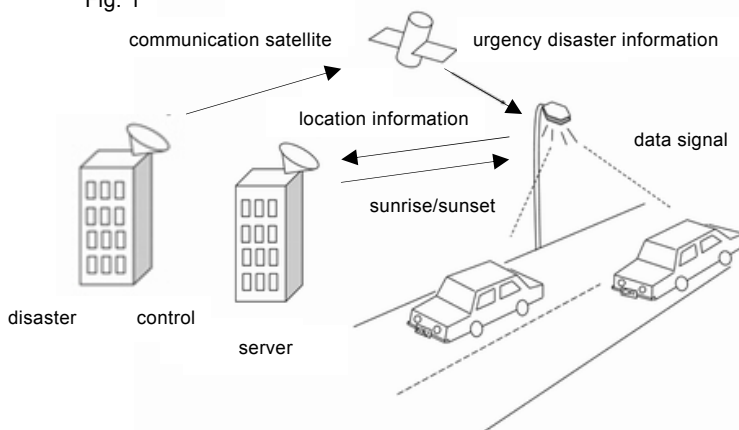 Fig. 1
communication satellite
urgency disaster information
location information
data signal
sunrise/sunset
disaster control
server